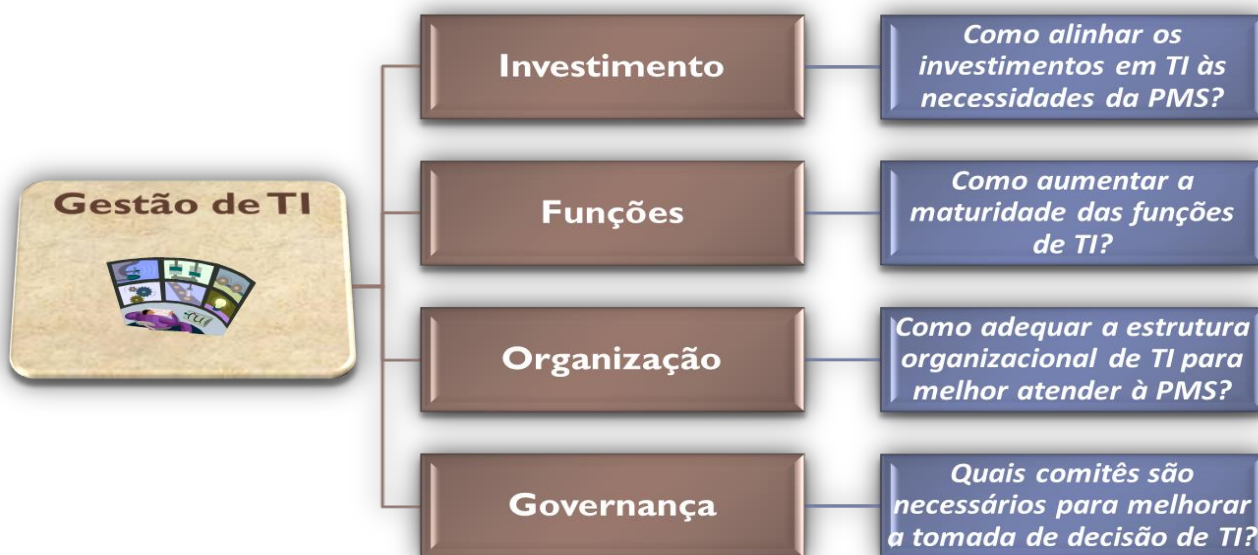 Gestão de TI
Investimento
Como alinhar os
investimentos em TI às
necessidades da PMS?
Funções
Como aumentar a
maturidade das funções
de TI?
Organização
Como adequar a estrutura
organizacional de TI para
melhor atender à PMS?
Governança
Quais comitês são
necessários para melhorar
a tomada de decisão de TI?